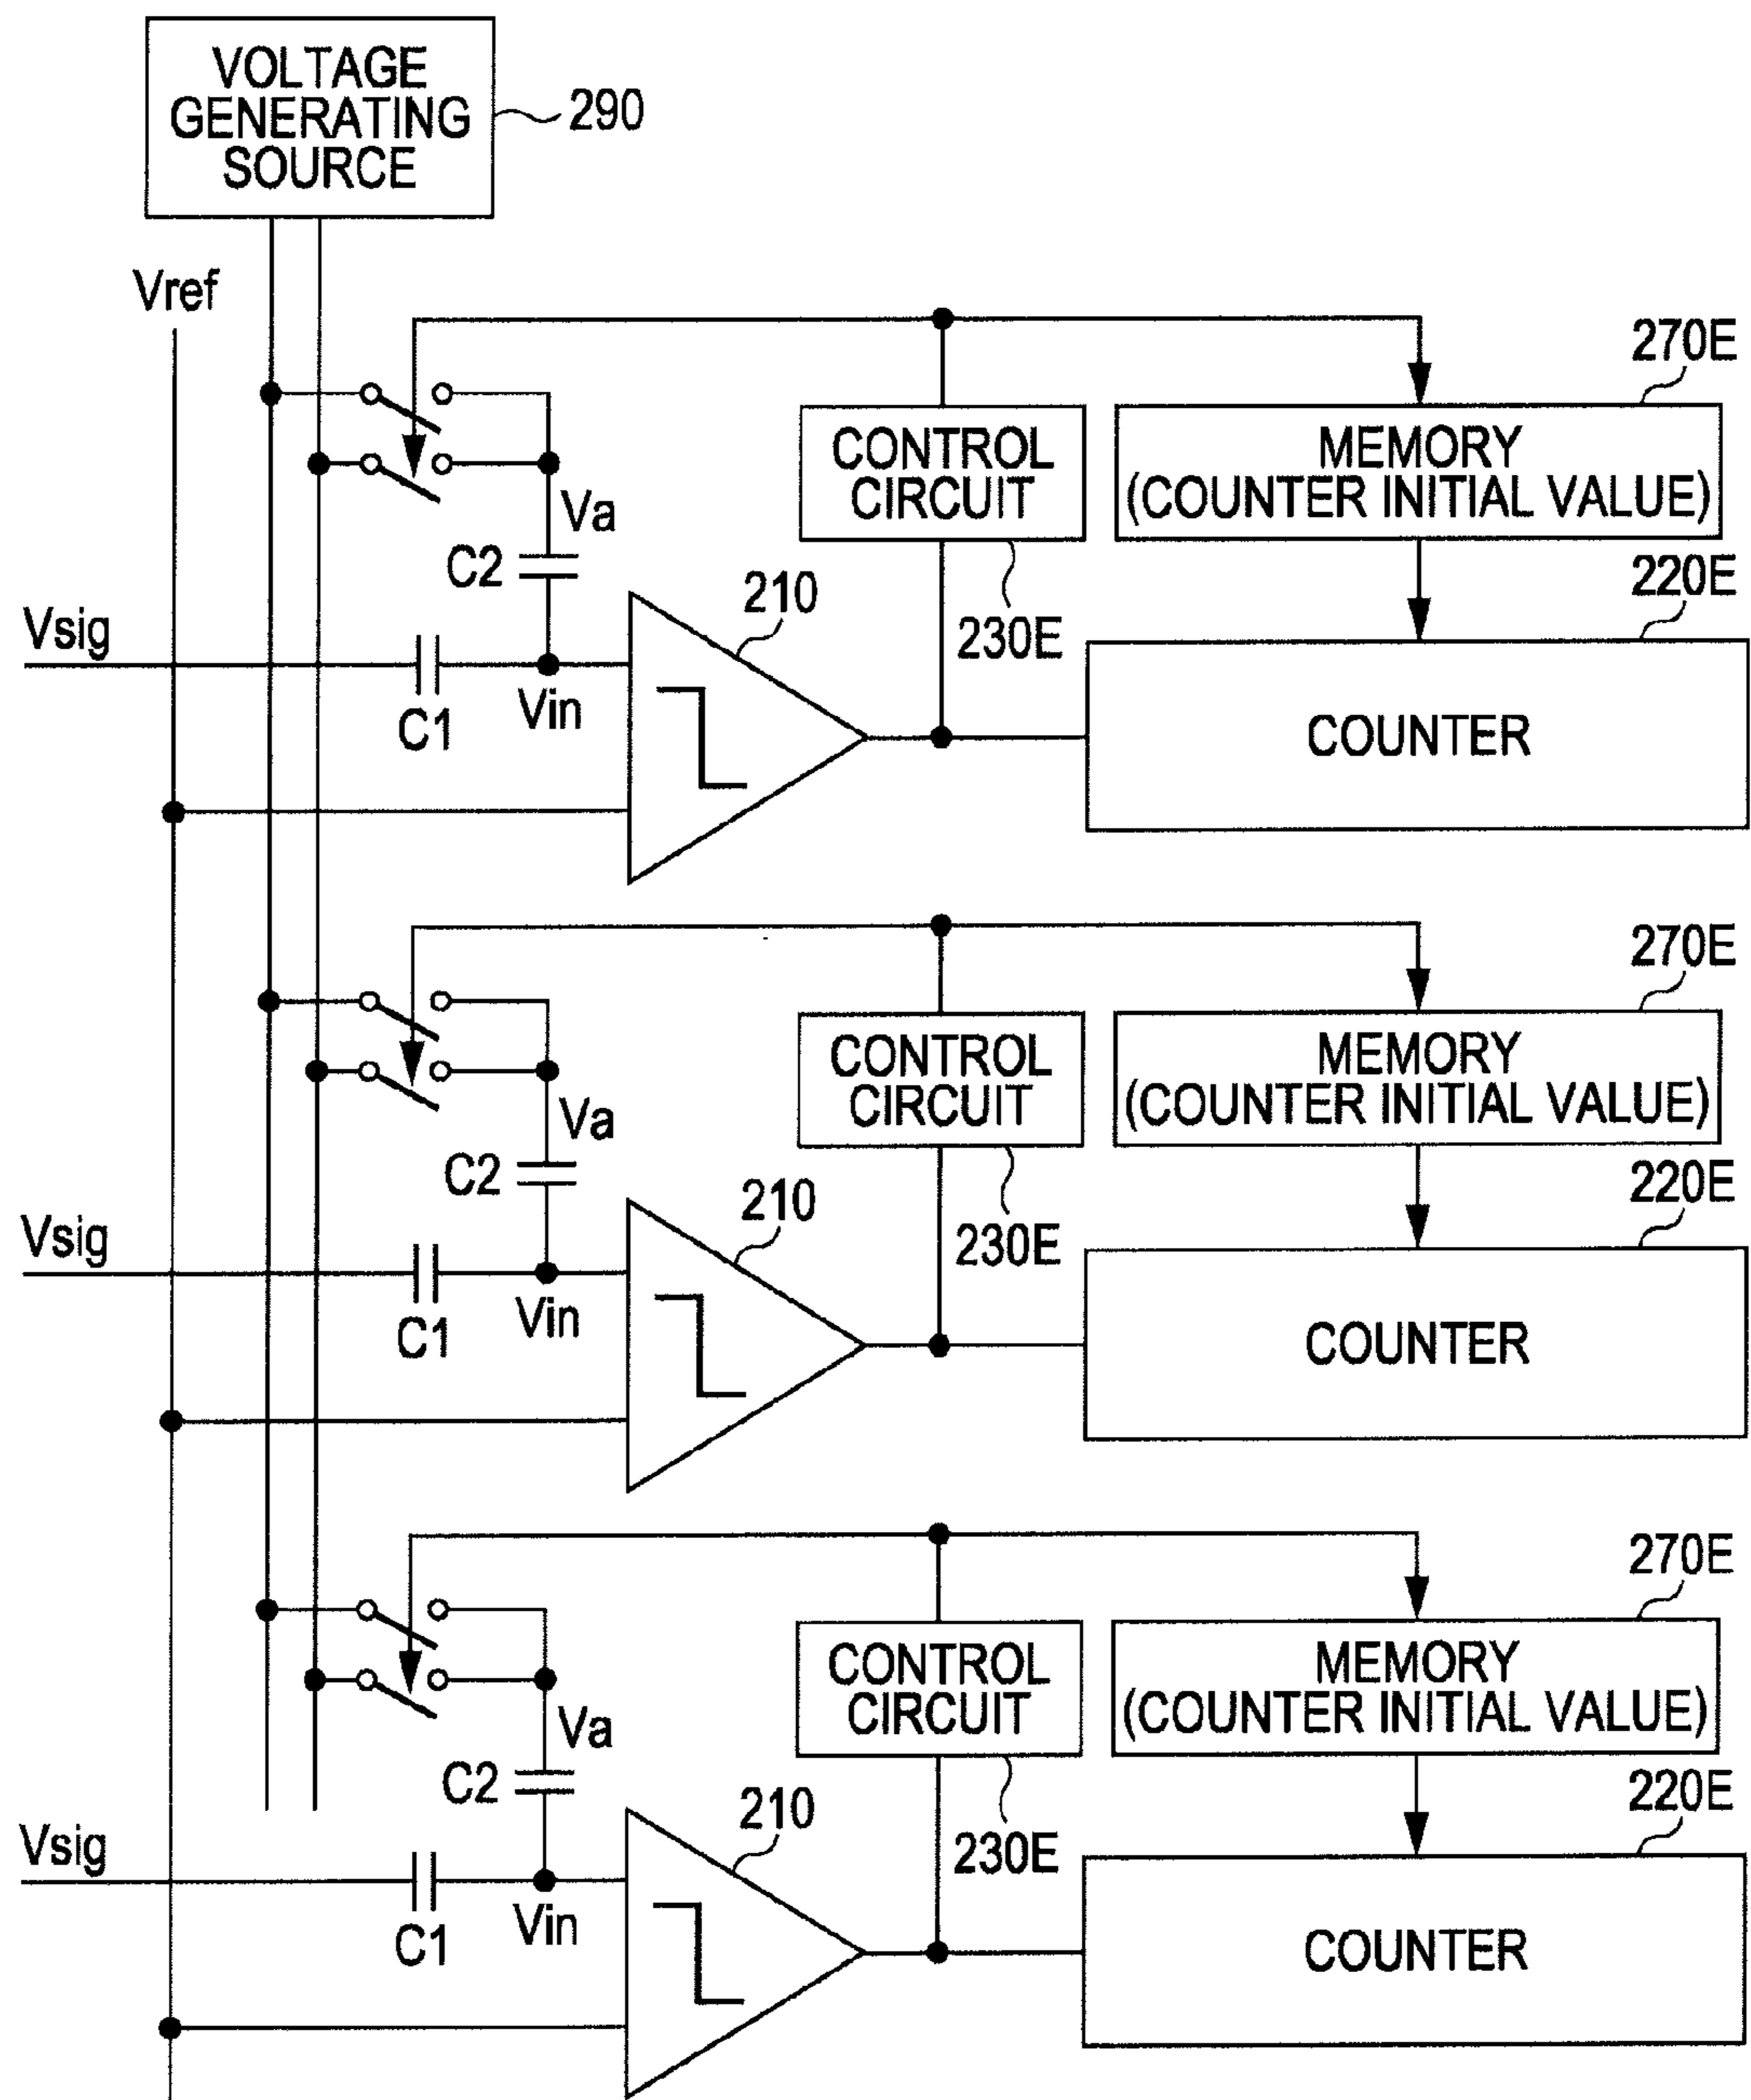 VOLTAGE
GENERATING
SOURCE
290
Vref
270E
CONTROL
CIRCUIT
MEMORY
(COUNTER INITIAL VALUE)
Va
C2
210
230E
220E
Vsig
C1
Vin
COUNTER
270E
CONTROL
CIRCUIT
MEMORY
(COUNTER INITIAL VALUE)
Va
C2
210
230E
220E
Vsig
C1
Vin
COUNTER
270E
CONTROL
CIRCUIT
MEMORY
(COUNTER INITIAL VALUE)
Va
C2
210
230E
220E
Vsig
C1
Vin
COUNTER